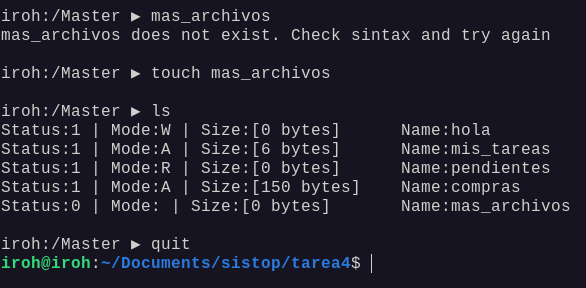 iroh:/Master ► mas_archivos
mas_archivos does not exist. Check sintax and try again
iroh:/Master ► touch mas_archivos
iroh:/Master ► ls
Status:1 | Mode:W | Size:[0 bytes]      Name:hola
Status:1 | Mode:A | Size:[6 bytes]      Name:mis_tareas
Status:1 | Mode:R | Size:[0 bytes]      Name:pendientes
Status:1 | Mode:A | Size:[150 bytes]    Name:compras
Status:0 | Mode: | Size:[0 bytes]       Name:mas_archivos
iroh:/Master ► quit
iroh@iroh:~/Documents/sistop/tarea4$